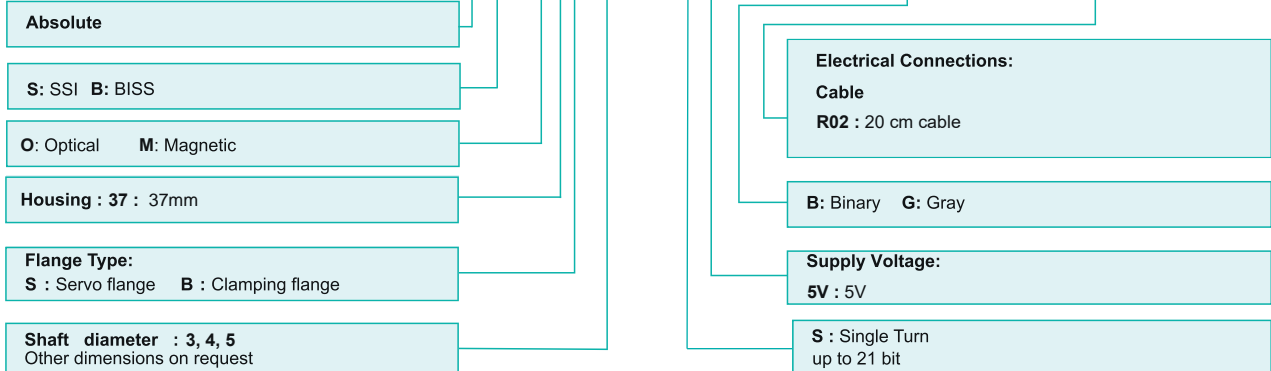 Absolute
S: SSI B: BISS
O: Optical M: Magnetic
Housing : 37 : 37mm
Flange Type:
S : Servo flange B : Clamping flange
Shaft diameter : 3, 4, 5
Other dimensions on request
Electrical Connections:
Cable
R02 : 20 cm cable
B: Binary G: Gray
Supply Voltage:
5V : 5V
S : Single Turn
up to 21 bit